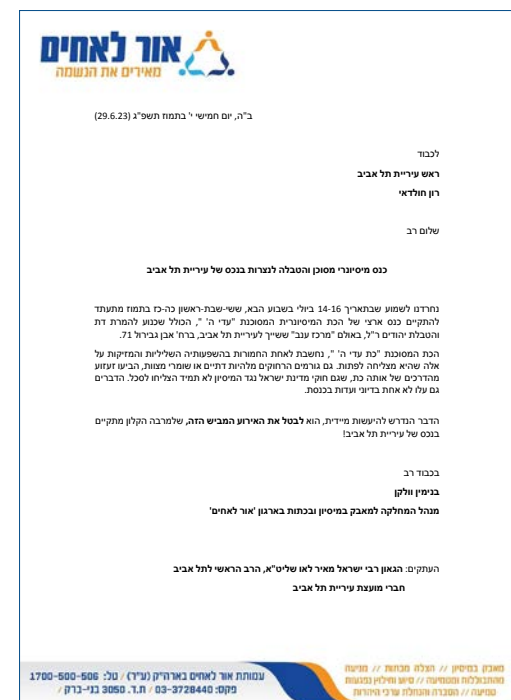 אור לאחים
מאירים את הנשמה
ב"ה, יום חמישי י' בתמוז תשפ"ג (29.6.23)
לכבוד
ראש עיריית תל אביב
רון חולדאי
שלום רב
כנס מיסיונרי מסוכן והטבלה לנצרות בנכס של עיריית תל אביב
נחרדנו לשמוע שבתאריך 14-16 ביולי בשבוע הבא, שישי-שבת-ראשון כה-כז בתמוז מתעתד
להתקיים כנס ארצי של הכת המיסיונרית המסוכנת "עדי ה' ", הכולל שכנוע להמרת דת
והטבלת יהודים ר"ל, באולם "מרכז ענב" ששייך לעיריית תל אביב, ברח' אבן גבירול 71.
הכת המסוכנת "כת עדי ה' ", נחשבת לאחת החמורות בהשפעותיה השליליות והמזיקות על
אלה שהיא מצליחה לפתות. גם גורמים הרחוקים מלהיות דתיים או שומרי מצוות, הביעו זעזוע
מהדרכים של אותה כת, שגם חוקי מדינת ישראל נגד המיסיון לא תמיד הצליחו לסכל. הדברים
גם עלו לא אחת בדיוני ועדות בכנסת.
הדבר הנדרש להיעשות מיידית, הוא לבטל את האירוע המביש הזה, שלמרבה הקלון מתקיים
בנכס של עיריית תל אביב!
בכבוד רב
בנימין וולקן
מנהל המחלקה למאבק במיסיון ובכתות בארגון 'אור לאחים'
העתקים: הגאון רבי ישראל מאיר לאו שליט"א, הרב הראשי לתל אביב
חברי מועצת עיריית תל אביב
מאבק במיסיון // הצלה מכתות // מניעה
מהתבוללות ומטמיעה // סיוע וחילוץ נפגעות
טמיעה // הסברה והנחלת ערכי היהדות
עמותת אור לאחים בארה"ק (ע"ר) / טל: 1700-500-506
פקס: 03-3728440 / ת.ד. 3050 בני-ברק /